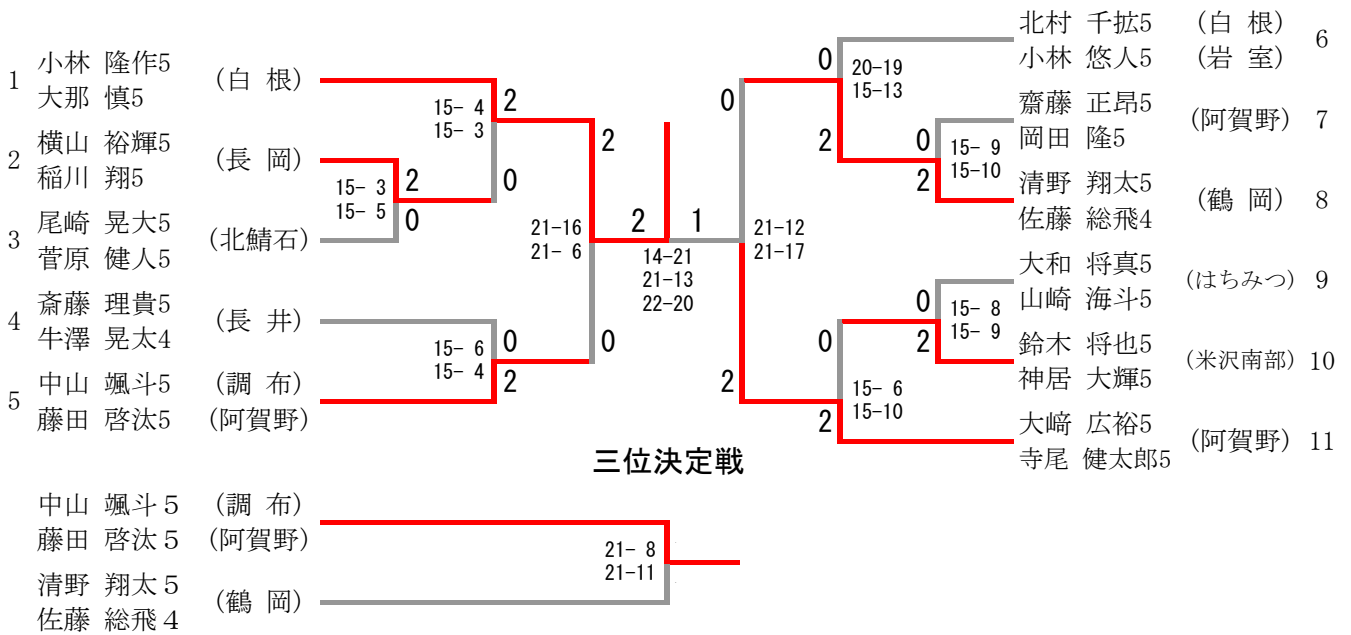 1 小林 隆作5 (白 根)
大那 慎5
2 横山 裕輝5 (長 岡)
稲川 翔5
3 尾崎 晃大5 (北鯖石)
菅原 健人5
4 斎藤 理貴5 (長 井)
牛澤 晃太4
5 中山 颯斗5 (調 布)
藤田 啓汰5 (阿賀野)
15- 4 2
15- 3 0
15- 3 2
15- 5 0
15- 6 0
15- 4 2
2
21-16
21- 6
0
2 1
14-21
21-13
22-20
0
21-12
21-17
2
0 20-19
15-13
2
0 15- 9
2 15-10
0 15- 8
2 15- 9
0 15- 6
2 15-10
北村 千拡5 (白 根) 6
小林 悠人5 (岩 室)
齋藤 正昂5 (阿賀野) 7
岡田 隆5
清野 翔太5 (鶴 岡) 8
佐藤 総飛4
大和 将真5 (はちみつ) 9
山崎 海斗5
鈴木 将也5 (米沢南部) 10
神居 大輝5
大﨑 広裕5 (阿賀野) 11
寺尾 健太郎5
三位決定戦
中山 颯斗５ (調 布)
藤田 啓汰５ (阿賀野)
清野 翔太５ (鶴 岡)
佐藤 総飛４
21- 8
21-11